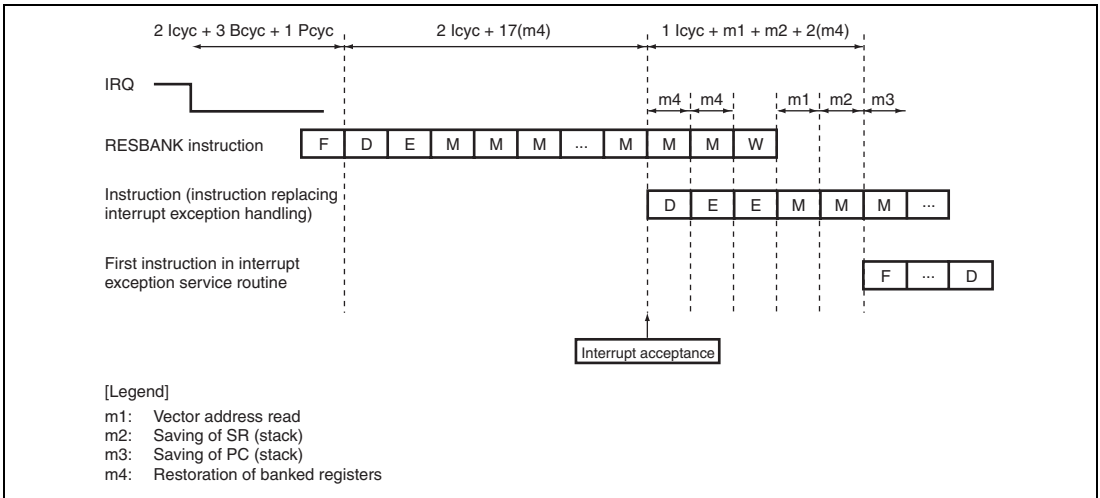 2 Icyc + 3 Bcyc + 1 Pcyc
2 Icyc + 17(m4)
1 Icyc + m1 + m2 + 2(m4)
IRQ
m4 m4 m1 m2 m3
RESBANK instruction
F D E M M M ... M M M W
Instruction (instruction replacing
interrupt exception handling)
D E E M M M ...
First instruction in interrupt
exception service routine
F ... D
Interrupt acceptance
[Legend]
m1: Vector address read
m2: Saving of SR (stack)
m3: Saving of PC (stack)
m4: Restoration of banked registers